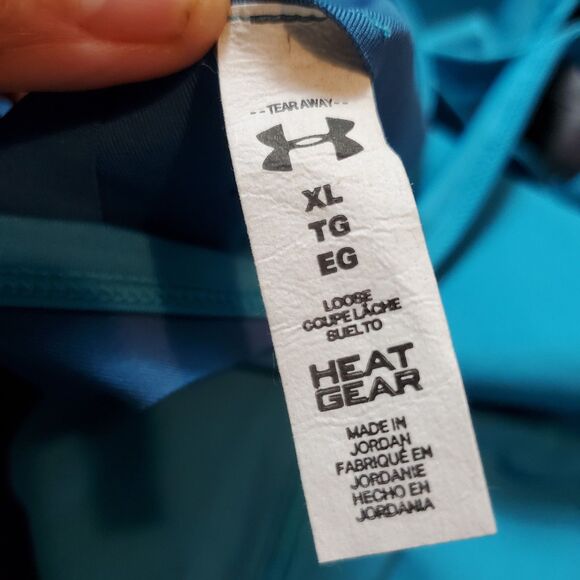 --TEAR AWAY--
XL
TG
EG
LOOSE
COUPE LÂCHE
SUELTO
HEAT
GEAR
MADE IN
JORDAN
FABRIQUÉ EN
JORDANIE
HECHO EN
JORDANIA